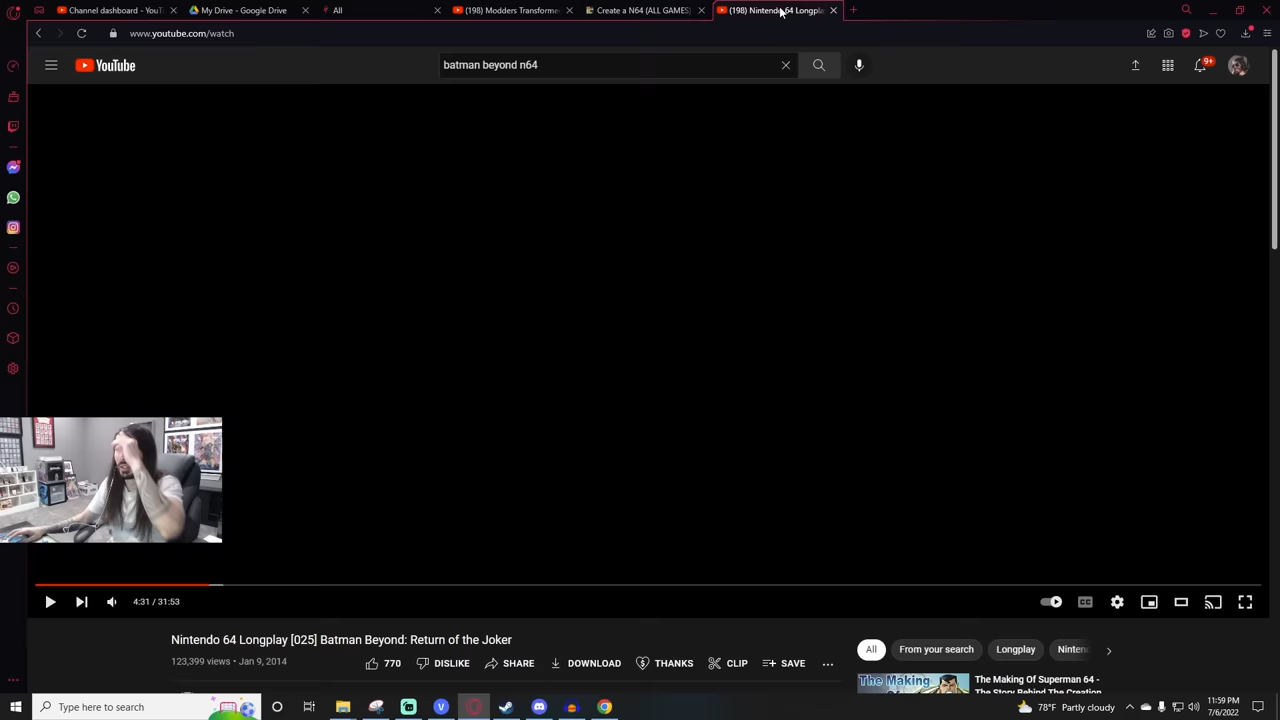 Channel dashboard - YouT
My Drive - Google Drive
All
(198) Modders Transforme
Create a N64 (ALL GAMES)
(198) Nintendo 64 Longpla
www.youtube.com/watch
YouTube
batman beyond n64
9+
4:31 / 31:53
CC
Nintendo 64 Longplay [025] Batman Beyond: Return of the Joker
123,399 views • Jan 9, 2014
770
DISLIKE
SHARE
DOWNLOAD
THANKS
CLIP
SAVE
All
From your search
Longplay
Ninten
The Making
The Making Of Superman 64 -
The Story Behind The Creation
Type here to search
78°F Partly cloudy
11:59 PM
7/6/2022